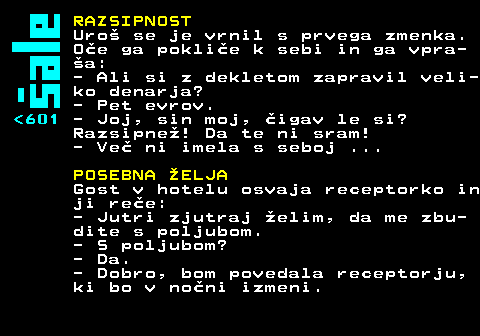 šale
<601
RAZSIPNOST
Uroš se je vrnil s prvega zmenka.
Oče ga pokliče k sebi in ga vpra-
ša:
- Ali si z dekletom zapravil veli-
ko denarja?
- Pet evrov.
- Joj, sin moj, čigav le si?
Razsipnež! Da te ni sram!
- Več ni imela s seboj ...
POSEBNA ŽELJA
Gost v hotelu osvaja receptorko in
ji reče:
- Jutri zjutraj želim, da me zbu-
dite s poljubom.
- S poljubom?
- Da.
- Dobro, bom povedala receptorju,
ki bo v nočni izmeni.